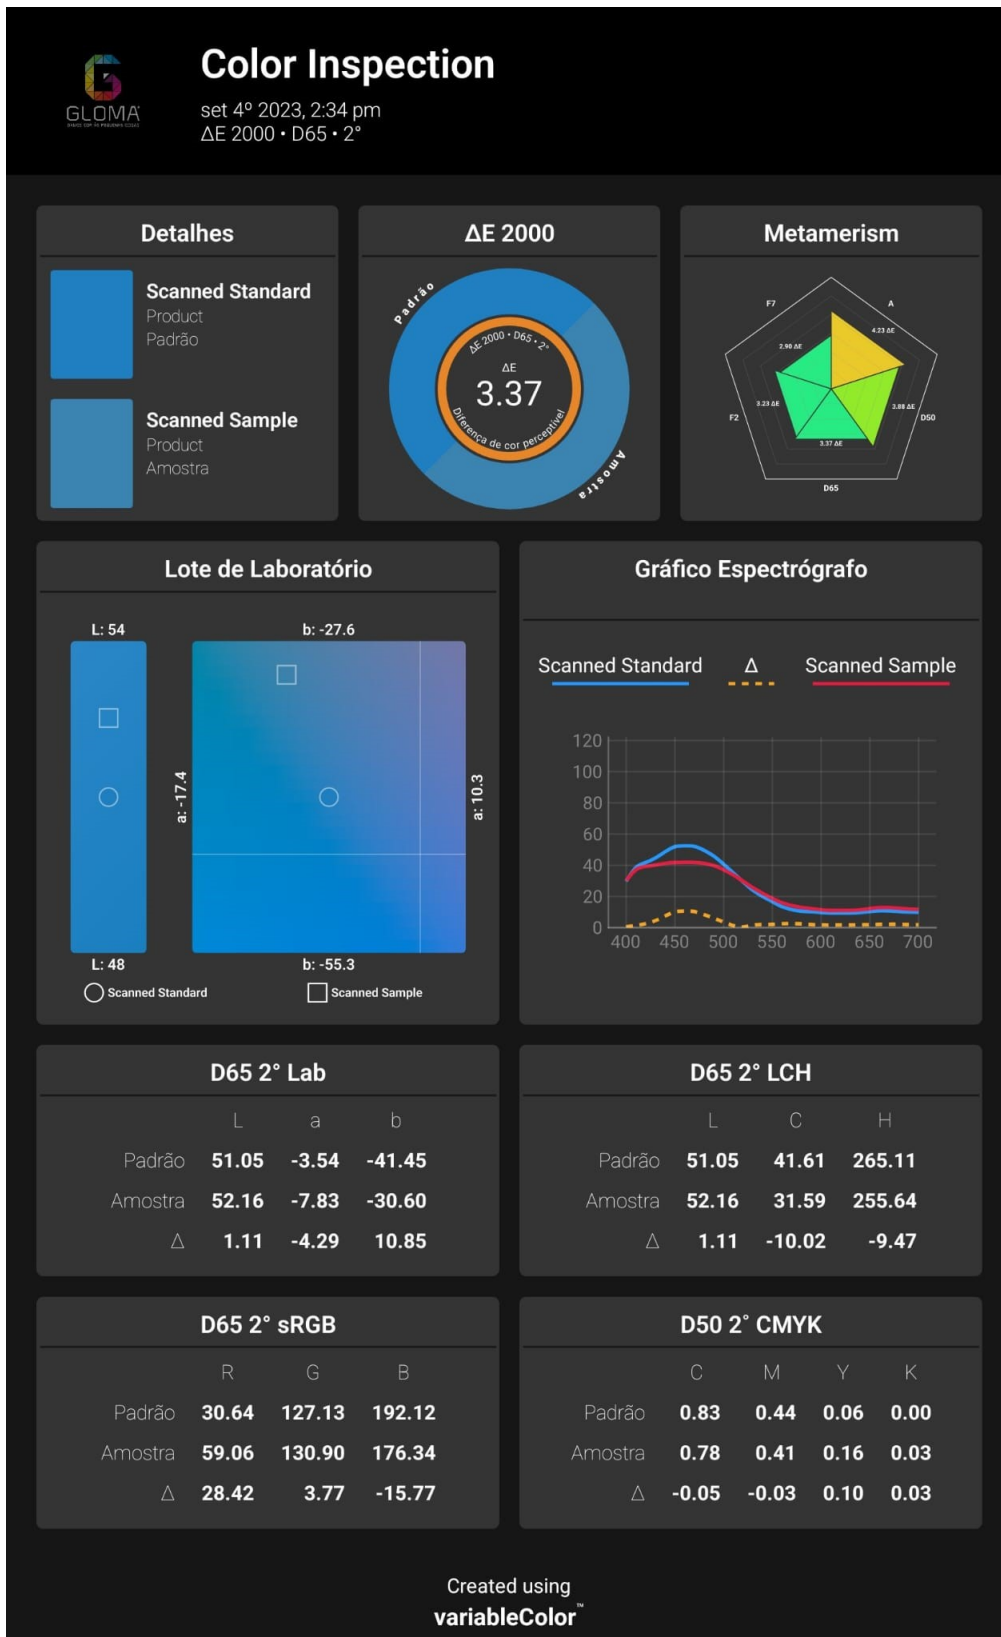 GLOMA
Color Inspection
set 4º 2023, 2:34 pm
ΔE 2000 • D65 • 2°
Detalhes
Scanned Standard
Product
Padrão
Scanned Sample
Product
Amostra
ΔE 2000
Padrão
ΔE 2000 • D65 • 2°
ΔE
3.37
Diferença de cor perceptível
Amostra
Metamerism
F7
A
4.23 ΔE
2.90 ΔE
3.23 ΔE
3.88 ΔE
F2
D50
3.37 ΔE
D65
Lote de Laboratório
L: 54
b: -27.6
a: -17.4
a: 10.3
L: 48
b: -55.3
Scanned Standard
Scanned Sample
Gráfico Espectrógrafo
Scanned Standard Δ Scanned Sample
120
100
80
60
40
20
0
400 450 500 550 600 650 700
D65 2° Lab
L a b
Padrão 51.05 -3.54 -41.45
Amostra 52.16 -7.83 -30.60
Δ 1.11 -4.29 10.85
D65 2° LCH
L C H
Padrão 51.05 41.61 265.11
Amostra 52.16 31.59 255.64
Δ 1.11 -10.02 -9.47
D65 2° sRGB
R G B
Padrão 30.64 127.13 192.12
Amostra 59.06 130.90 176.34
Δ 28.42 3.77 -15.77
D50 2° CMYK
C M Y K
Padrão 0.83 0.44 0.06 0.00
Amostra 0.78 0.41 0.16 0.03
Δ -0.05 -0.03 0.10 0.03
Created using
variableColor™